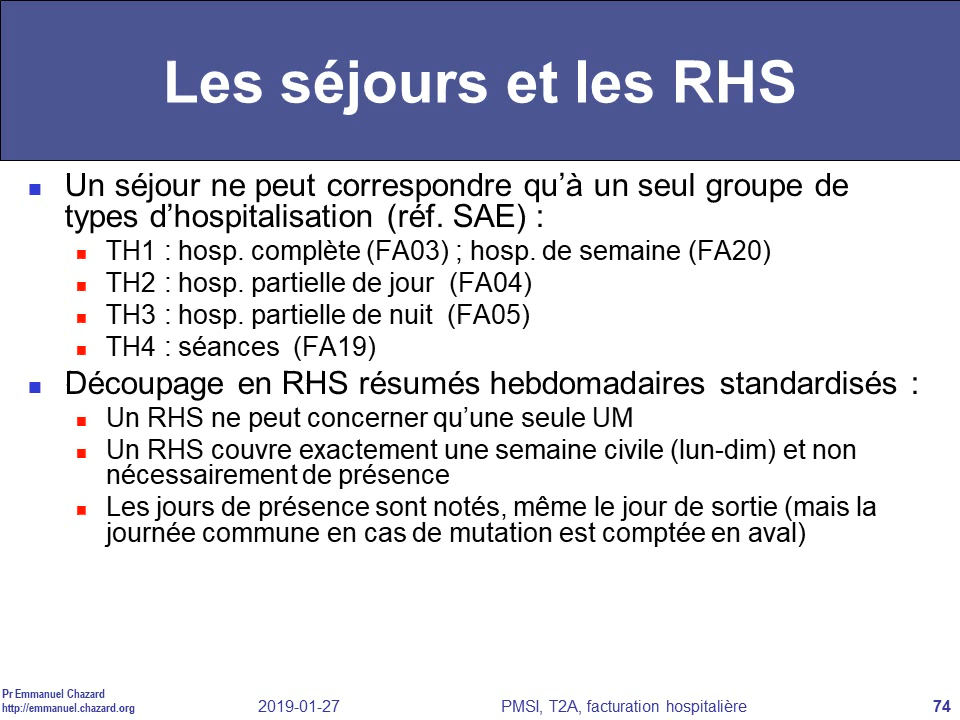 Les séjours et les RHS
Un séjour ne peut correspondre qu’à un seul groupe de
types d’hospitalisation (réf. SAE) :
TH1 : hosp. complète (FA03) ; hosp. de semaine (FA20)
TH2 : hosp. partielle de jour (FA04)
TH3 : hosp. partielle de nuit (FA05)
TH4 : séances (FA19)
Découpage en RHS résumés hebdomadaires standardisés :
Un RHS ne peut concerner qu’une seule UM
Un RHS couvre exactement une semaine civile (lun-dim) et non
nécessairement de présence
Les jours de présence sont notés, même le jour de sortie (mais la
journée commune en cas de mutation est comptée en aval)
Pr Emmanuel Chazard
http://emmanuel.chazard.org
2019-01-27 PMSI, T2A, facturation hospitalière 74